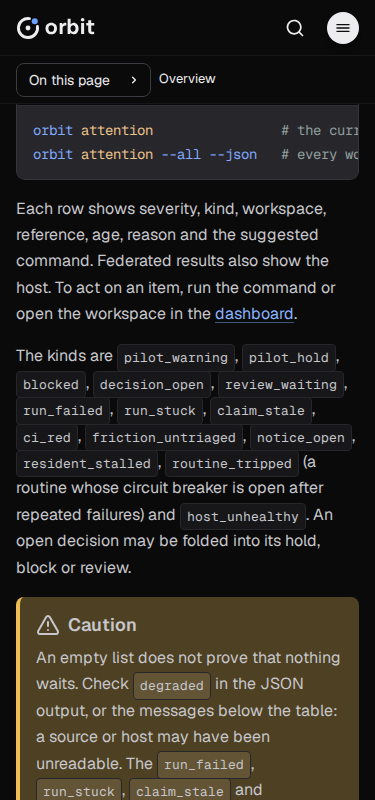 orbit
On this page
Overview
orbit attention # the curr
orbit attention --all --json # every wo
Each row shows severity, kind, workspace,
reference, age, reason and the suggested
command. Federated results also show the
host. To act on an item, run the command or
open the workspace in the dashboard.
The kinds are pilot_warning, pilot_hold,
blocked, decision_open, review_waiting,
run_failed, run_stuck, claim_stale,
ci_red, friction_untriaged, notice_open,
resident_stalled, routine_tripped (a
routine whose circuit breaker is open after
repeated failures) and host_unhealthy. An
open decision may be folded into its hold,
block or review.
Caution
An empty list does not prove that nothing
waits. Check degraded in the JSON
output, or the messages below the table:
a source or host may have been
unreadable. The run_failed,
run_stuck, claim_stale and